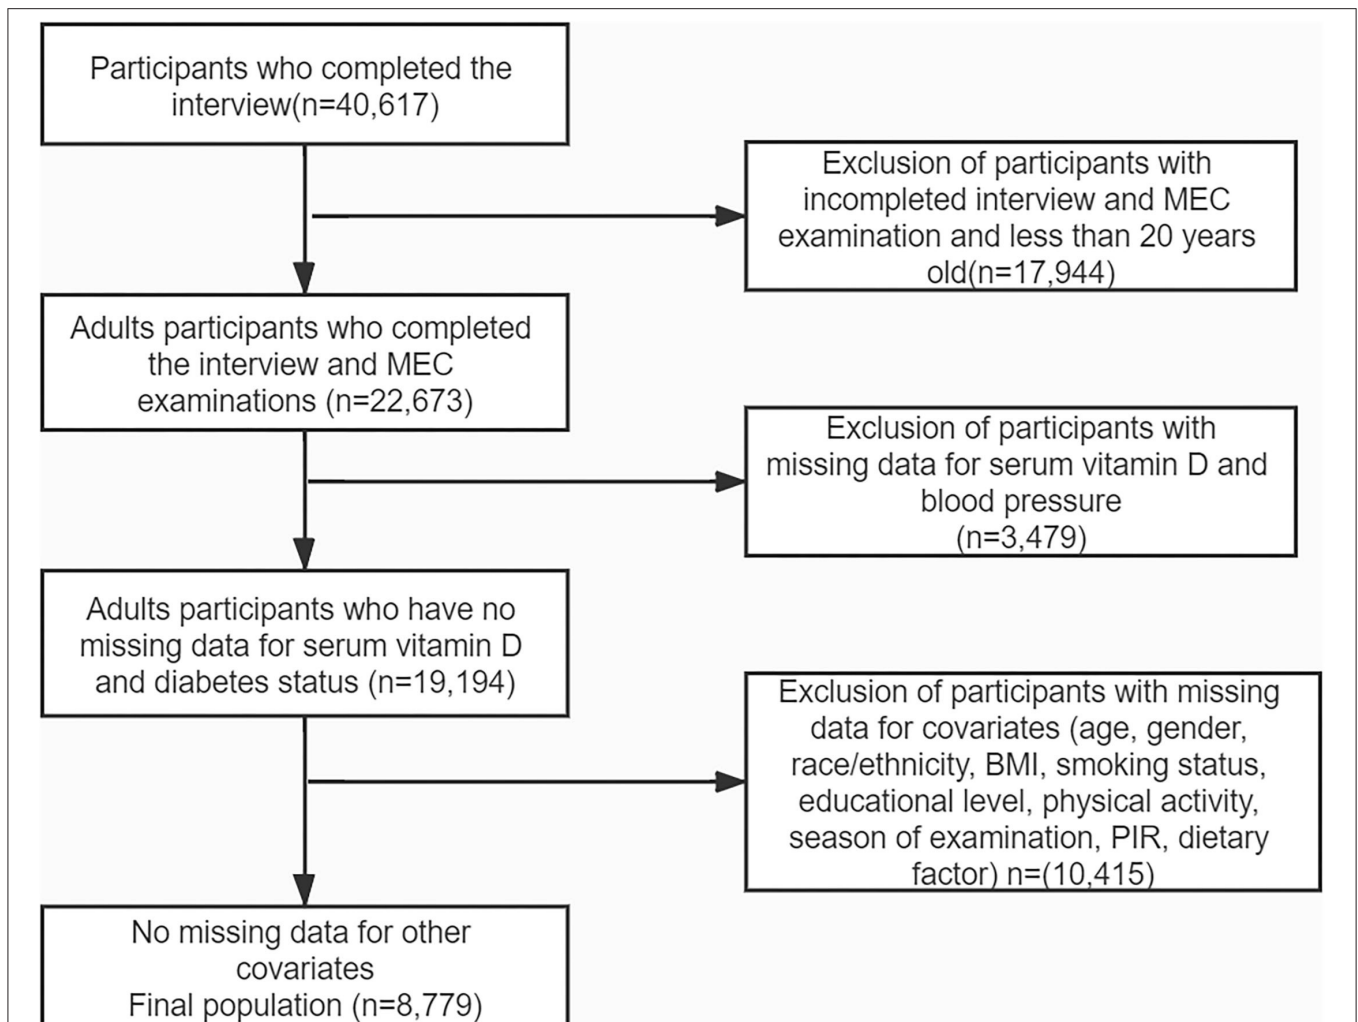 Participants who completed the
interview(n=40,617)
Exclusion of participants with
incompleted interview and MEC
examination and less than 20 years
old(n=17,944)
Adults participants who completed
the interview and MEC
examinations (n=22,673)
Exclusion of participants with
missing data for serum vitamin D and
blood pressure
(n=3,479)
Adults participants who have no
missing data for serum vitamin D
and diabetes status (n=19,194)
Exclusion of participants with missing
data for covariates (age, gender,
race/ethnicity, BMI, smoking status,
educational level, physical activity,
season of examination, PIR, dietary
factor) n=(10,415)
No missing data for other
covariates
Final population (n=8,779)